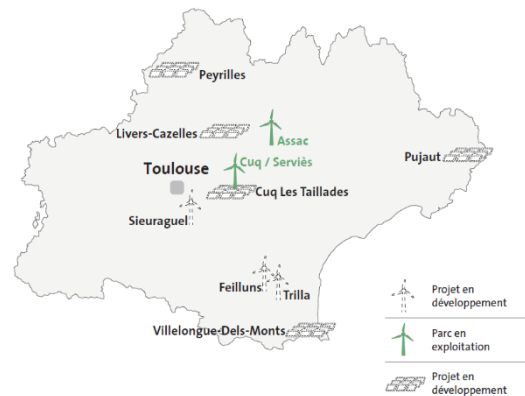 Peyrilles
Livers-Cazelles
Assac
Pujaut
Cuq / Serviès
Toulouse
Cuq Les Taillades
Sieuraguel
Feilluns
Trilla
Villelongue-Dels-Monts
Projet en
développement
Parc en
exploitation
Projet en
développement